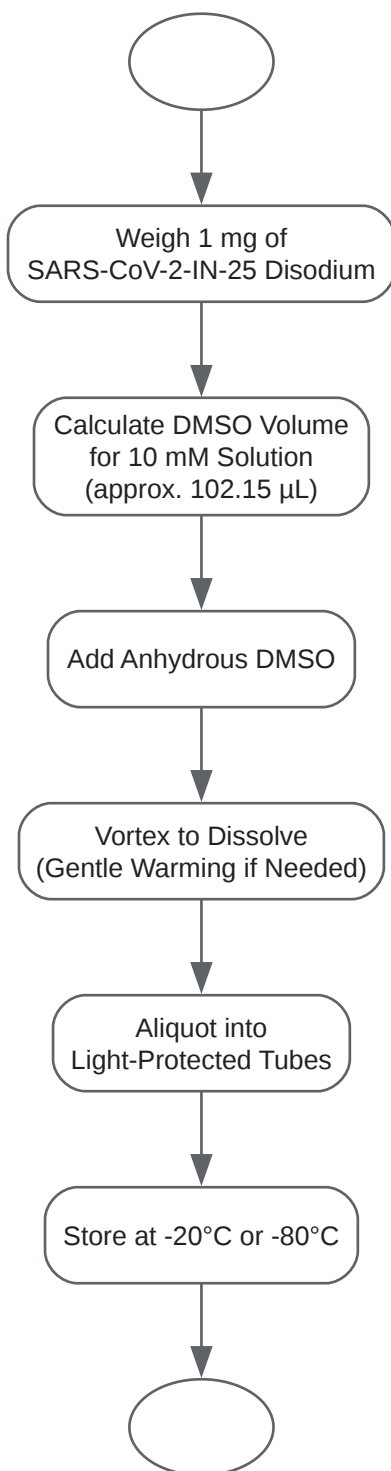 Weigh 1 mg of
SARS-CoV-2-IN-25 Disodium
Calculate DMSO Volume
for 10 mM Solution
(approx. 102.15 µL)
Add Anhydrous DMSO
Vortex to Dissolve
(Gentle Warming if Needed)
Aliquot into
Light-Protected Tubes
Store at -20°C or -80°C